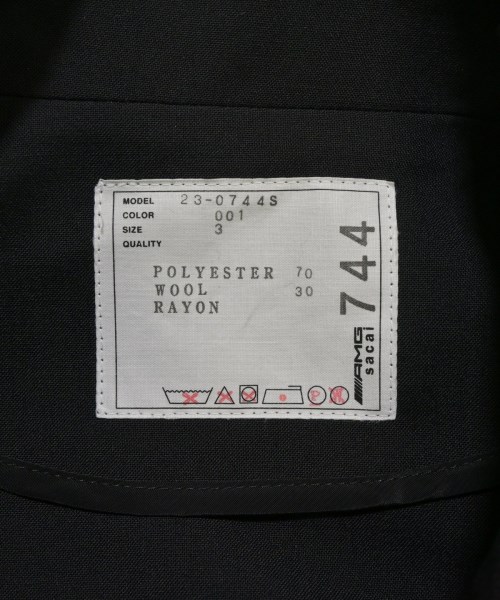 MODEL 23-0744S
COLOR 001
SIZE 3
QUALITY
POLYESTER 70
WOOL 30
RAYON
744
AMG
sacai
P W